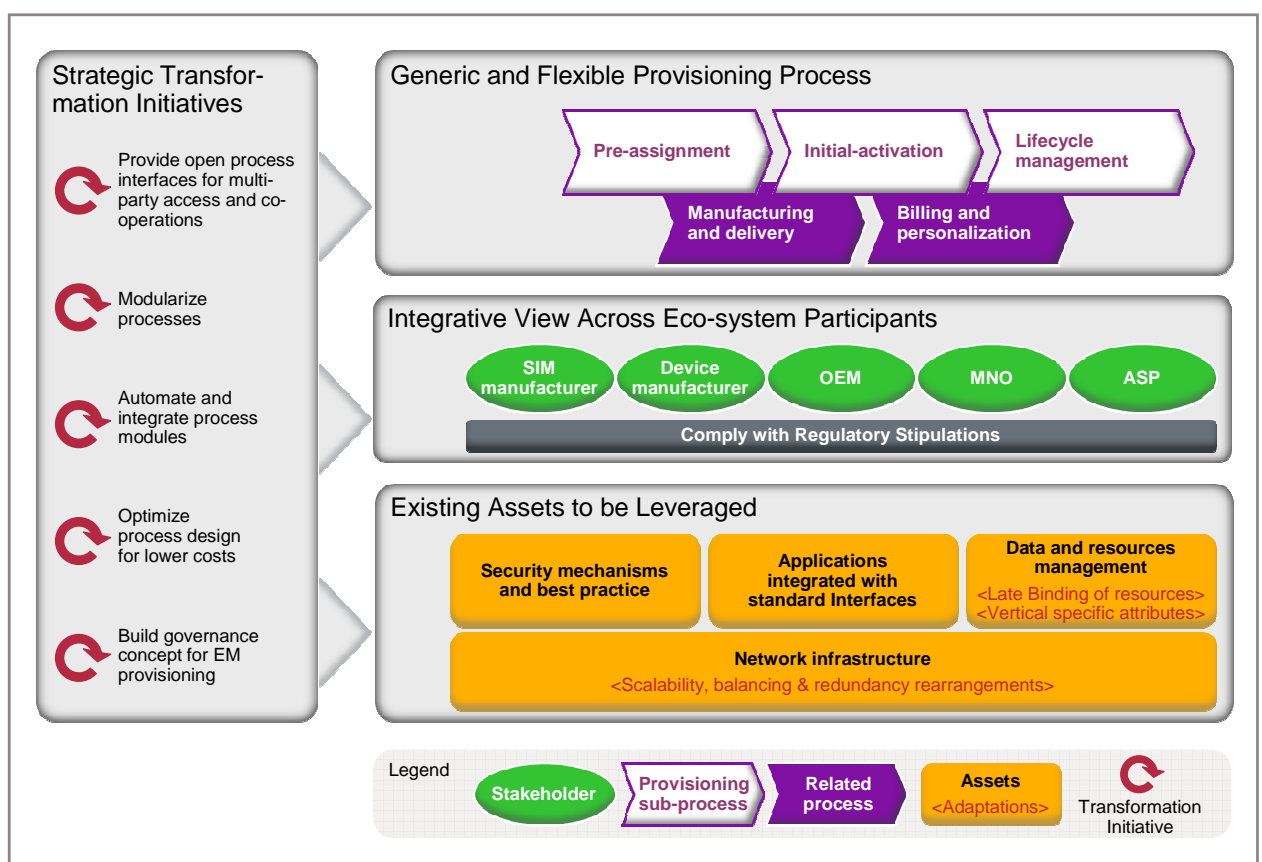 Strategic Transfor-
mation Initiatives
Provide open process
interfaces for multi-
party access and co-
operations
Modularize
processes
Automate and
integrate process
modules
Optimize
process design
for lower costs
Build governance
concept for EM
provisioning
Generic and Flexible Provisioning Process
Pre-assignment
Initial-activation
Lifecycle
management
Manufacturing
and delivery
Billing and
personalization
Integrative View Across Eco-system Participants
SIM
manufacturer
Device
manufacturer
OEM
MNO
ASP
Comply with Regulatory Stipulations
Existing Assets to be Leveraged
Security mechanisms
and best practice
Applications
integrated with
standard Interfaces
Data and resources
management
<Late Binding of resources>
<Vertical specific attributes>
Network infrastructure
<Scalability, balancing & redundancy rearrangements>
Legend
Stakeholder
Provisioning
sub-process
Related
process
Assets
<Adaptations>
Transformation
Initiative